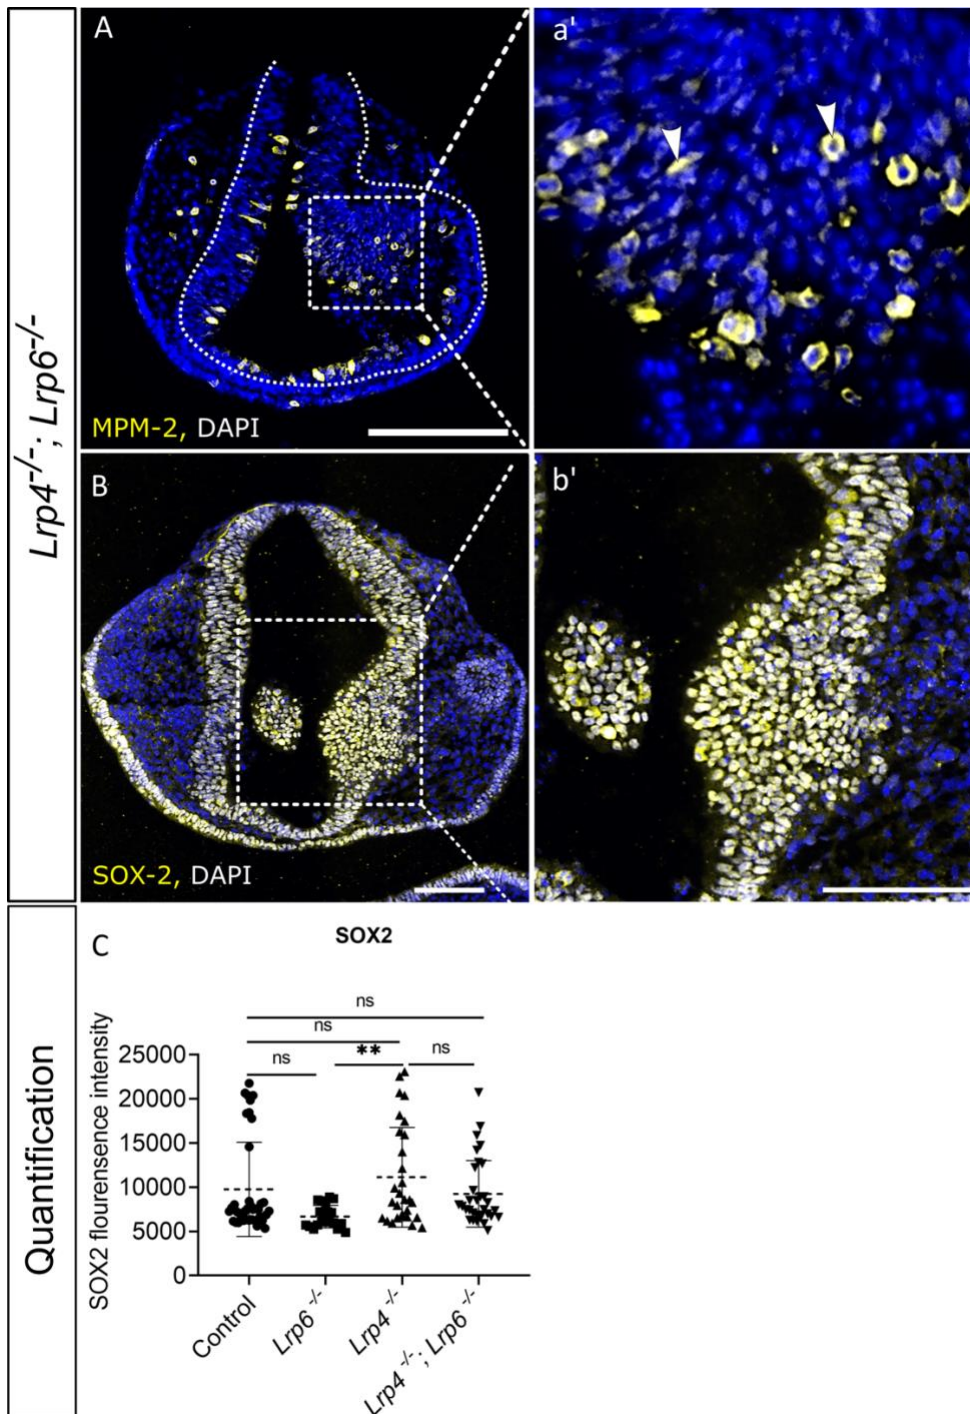 Lrp4-/-; Lrp6-/-
A
a'
MPM-2, DAPI
B
b'
SOX-2, DAPI
Quantification
C
SOX2
SOX2 flourensence intensity
25000
20000
15000
10000
5000
0
ns
ns
ns
**
ns
Control
Lrp6-/-
Lrp4-/-
Lrp4-/-; Lrp6-/-